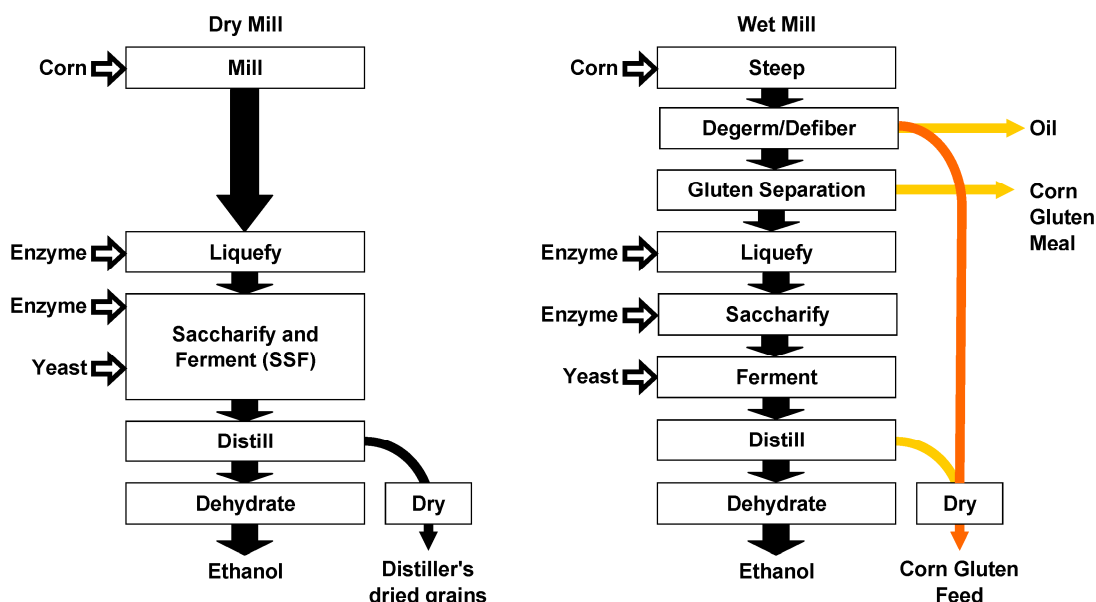 Dry Mill
Corn
Mill
Enzyme
Liquefy
Enzyme
Yeast
Saccharify and
Ferment (SSF)
Distill
Dehydrate
Dry
Ethanol
Distiller's
dried grains
Wet Mill
Corn
Steep
Degerm/Defiber
Oil
Gluten Separation
Corn
Gluten
Meal
Enzyme
Liquefy
Enzyme
Saccharify
Yeast
Ferment
Distill
Dehydrate
Dry
Ethanol
Corn Gluten
Feed